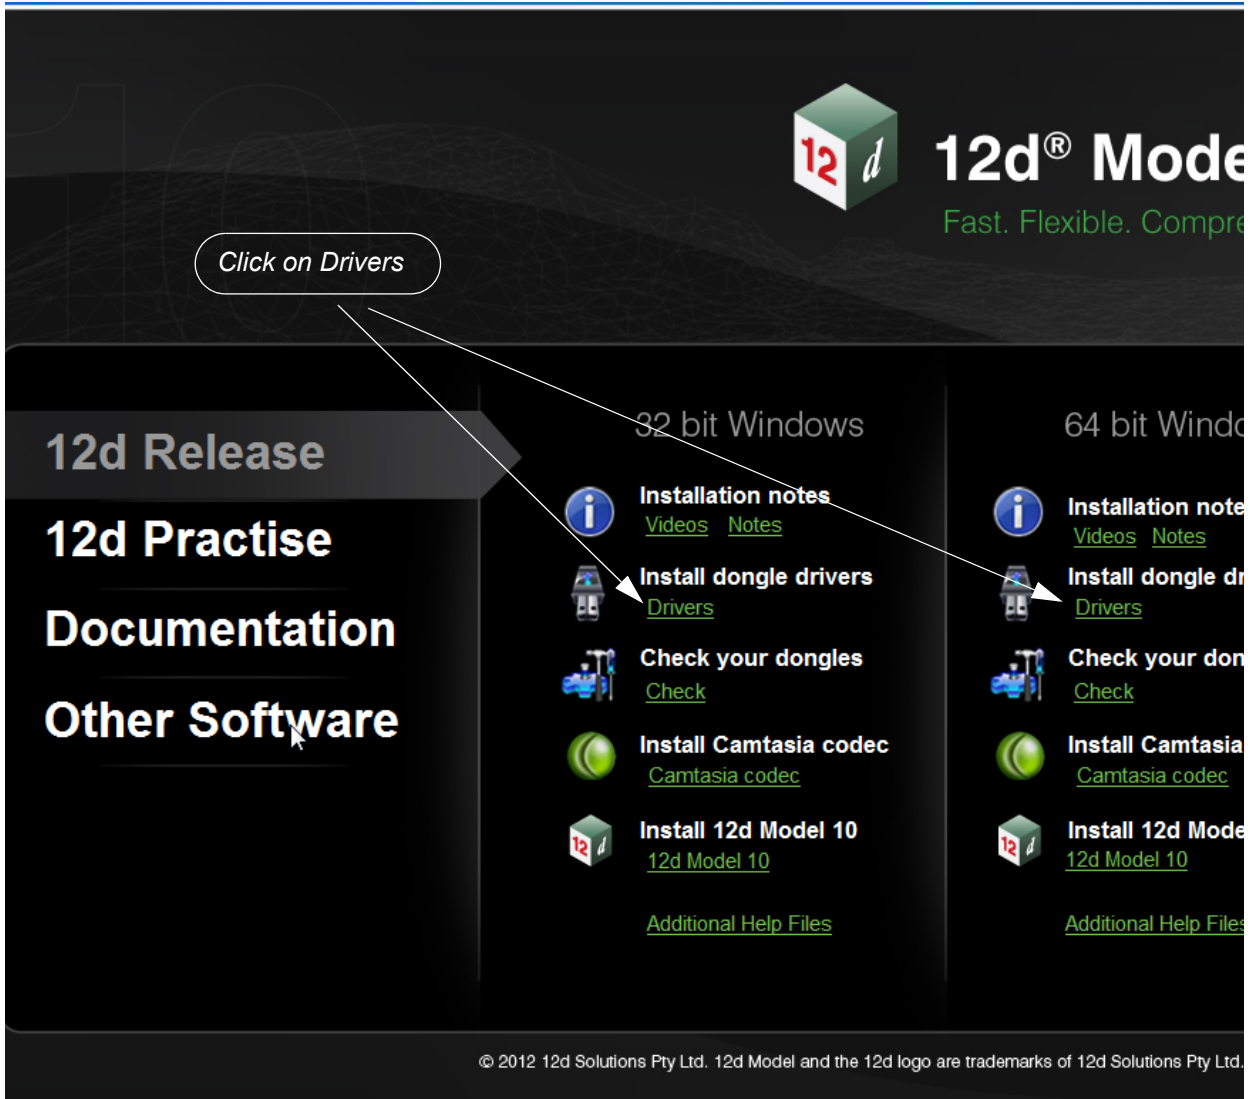 10
12d
12d® Mode
Fast. Flexible. Compre
Click on Drivers
12d Release
12d Practise
Documentation
Other Software
32 bit Windows
Installation notes
Videos Notes
Install dongle drivers
Drivers
Check your dongles
Check
Install Camtasia codec
Camtasia codec
12 d
Install 12d Model 10
12d Model 10
Additional Help Files
64 bit Windo
Installation note
Videos Notes
Install dongle dr
Drivers
Check your don
Check
Install Camtasia
Camtasia codec
12 d
Install 12d Mode
12d Model 10
Additional Help Files
© 2012 12d Solutions Pty Ltd. 12d Model and the 12d logo are trademarks of 12d Solutions Pty Ltd.